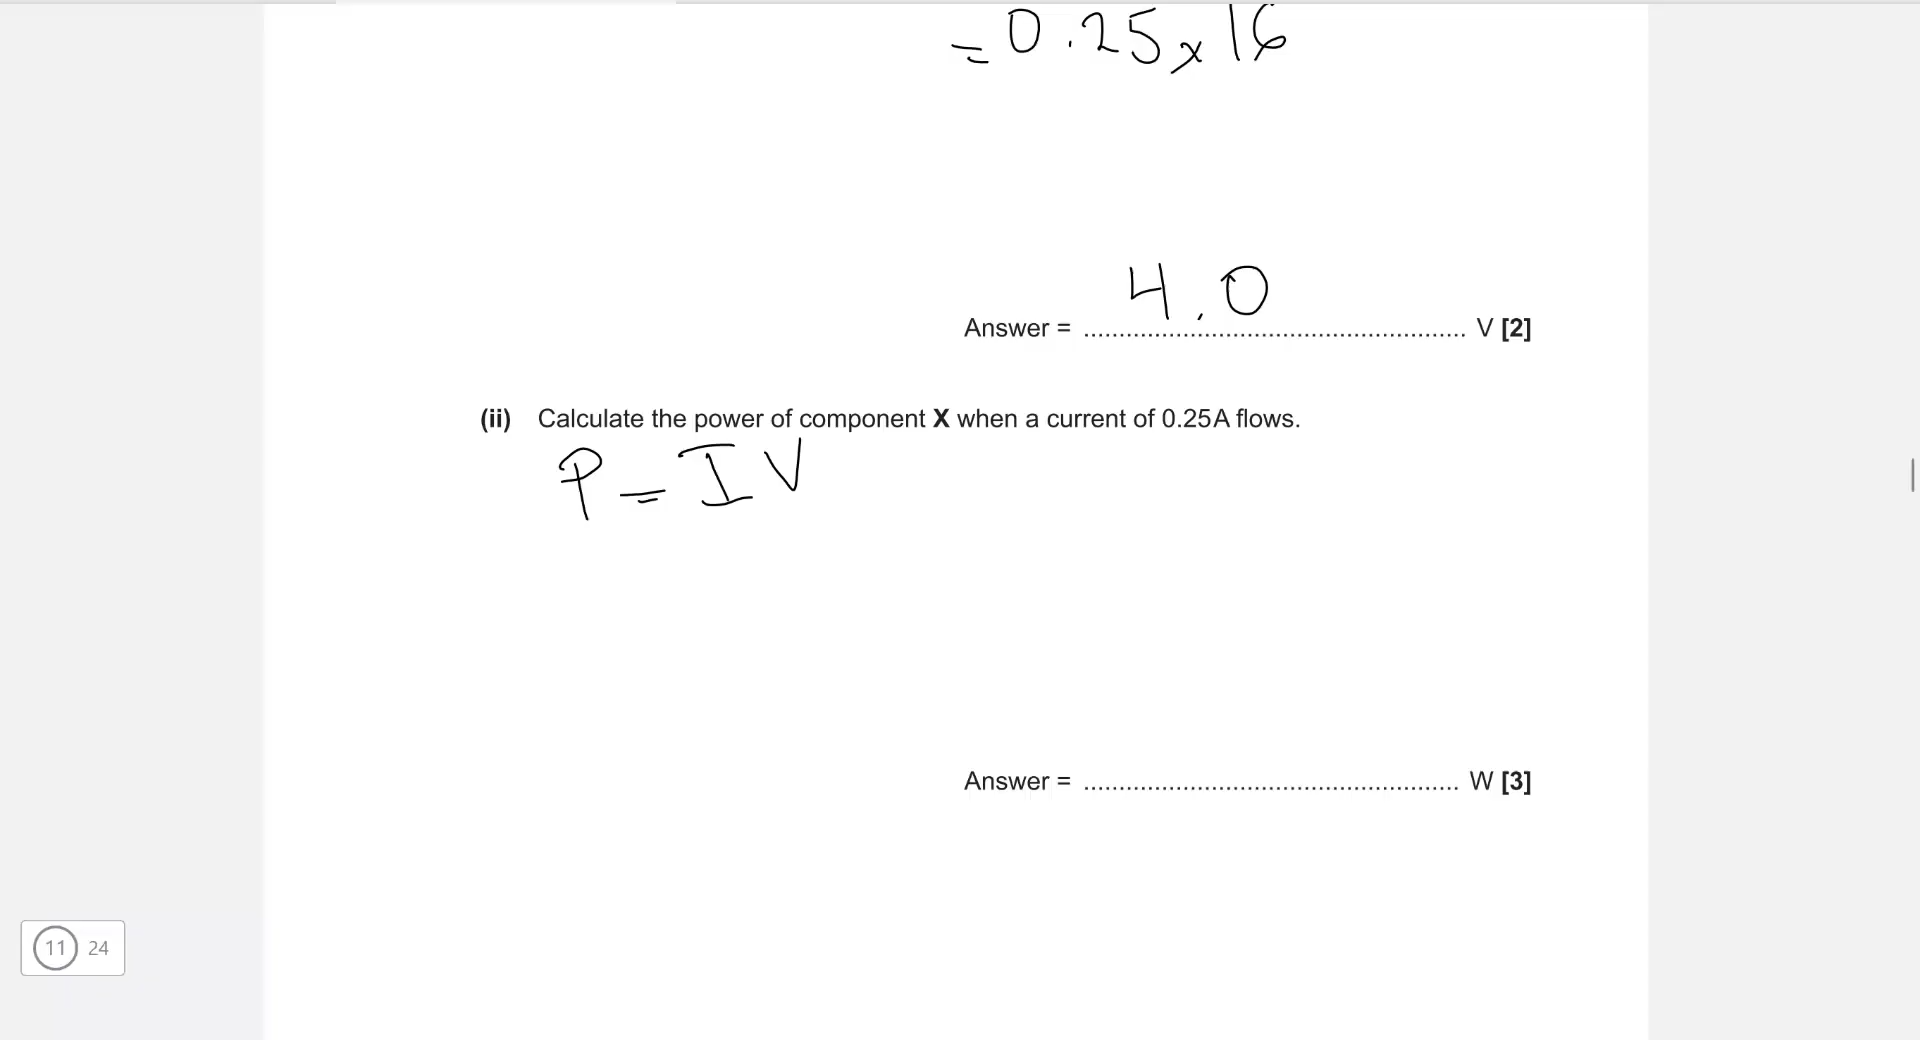 = 0.25 x 16
4.0
Answer = ...................................................... V [2]
(ii) Calculate the power of component X when a current of 0.25 A flows.
P = IV
Answer = ..................................................... W [3]
11 24